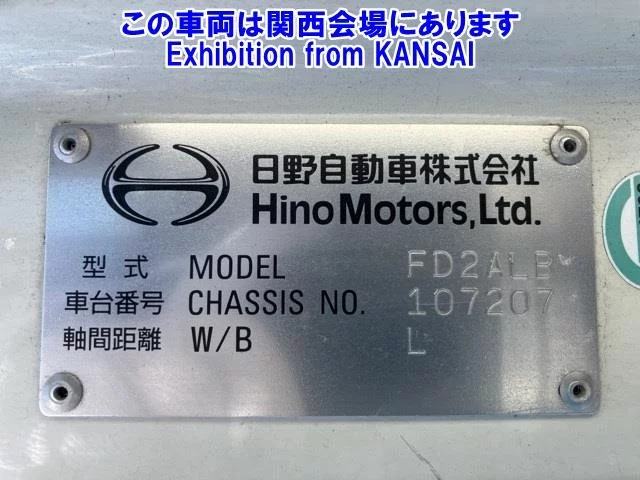 この車両は関西会場にあります
Exhibition from KANSAI
日野自動車株式会社
Hino Motors, Ltd.
型式 MODEL FD2ALB
車台番号 CHASSIS NO. 107207
軸間距離 W/B L